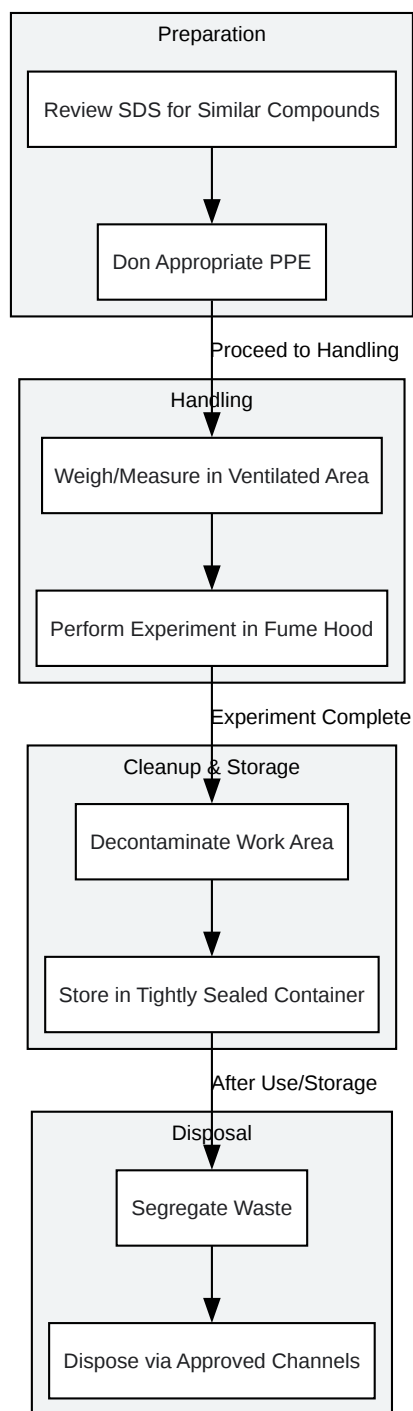 Preparation
Review SDS for Similar Compounds
Don Appropriate PPE
Proceed to Handling
Handling
Weigh/Measure in Ventilated Area
Perform Experiment in Fume Hood
Experiment Complete
Cleanup & Storage
Decontaminate Work Area
Store in Tightly Sealed Container
After Use/Storage
Disposal
Segregate Waste
Dispose via Approved Channels